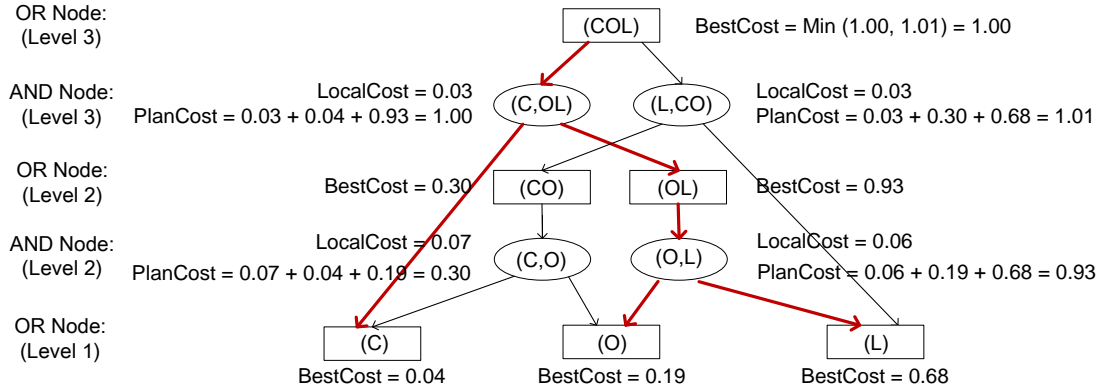 OR Node:
(Level 3)
(COL)
BestCost = Min (1.00, 1.01) = 1.00
AND Node:
(Level 3)
LocalCost = 0.03
PlanCost = 0.03 + 0.04 + 0.93 = 1.00
(C,OL)
(L,CO)
LocalCost = 0.03
PlanCost = 0.03 + 0.30 + 0.68 = 1.01
OR Node:
(Level 2)
BestCost = 0.30
(CO)
(OL)
BestCost = 0.93
AND Node:
(Level 2)
LocalCost = 0.07
PlanCost = 0.07 + 0.04 + 0.19 = 0.30
(C,O)
(O,L)
LocalCost = 0.06
PlanCost = 0.06 + 0.19 + 0.68 = 0.93
OR Node:
(Level 1)
(C)
(O)
(L)
BestCost = 0.04
BestCost = 0.19
BestCost = 0.68